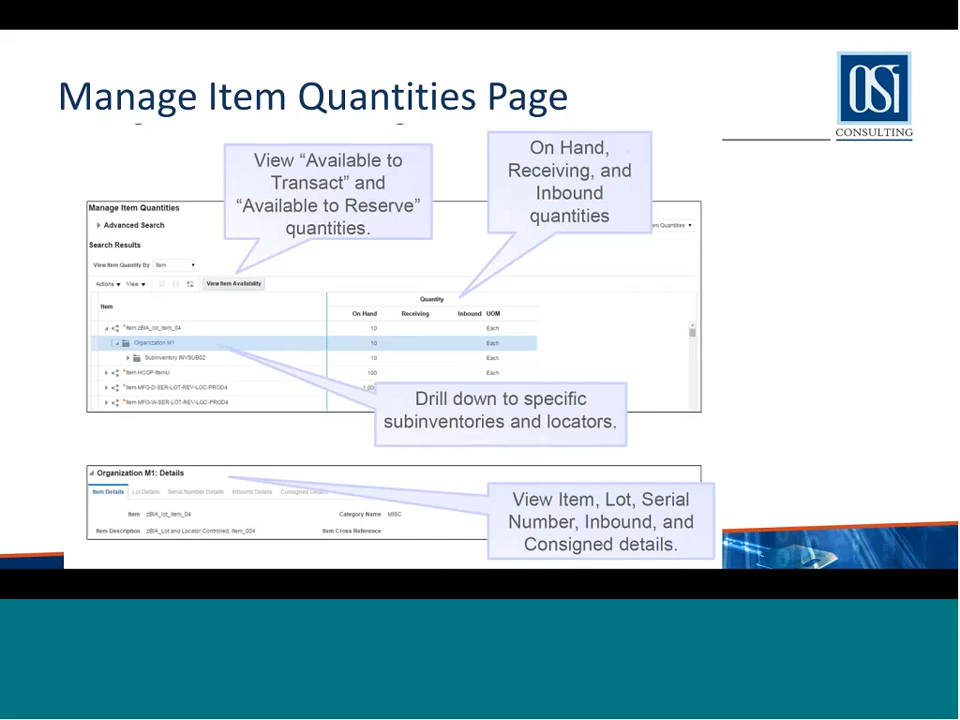 Manage Item Quantities Page
OSI
CONSULTING
View “Available to
Transact” and
“Available to Reserve”
quantities.
On Hand,
Receiving, and
Inbound
quantities
Manage Item Quantities
Advanced Search
m Quantities
Search Results
View Item Quantity By Item
Actions View View Item Availability
Quantity
Item
On Hand Receiving Inbound UOM
Item zBIA_lot_item_04 10 Each
Organization M1 10 Each
Subinventory INVSUB02 10 Each
Item HCOP-ItemU 100 Each
Item MFG-D-SER-LOT-REV-LOC-PROD4
Item MFG-W-SER-LOT-REV-LOC-PROD4
Drill down to specific
subinventories and locators.
Organization M1: Details
Item Details Lot Details Serial Number Details Inbound Details Consigned Details
Item zBIA_lot_item_04 Category Name MISC
Item Description zBIA_Lot and Locator Controlled, Item_004 Item Cross Reference
View Item, Lot, Serial
Number, Inbound, and
Consigned details.